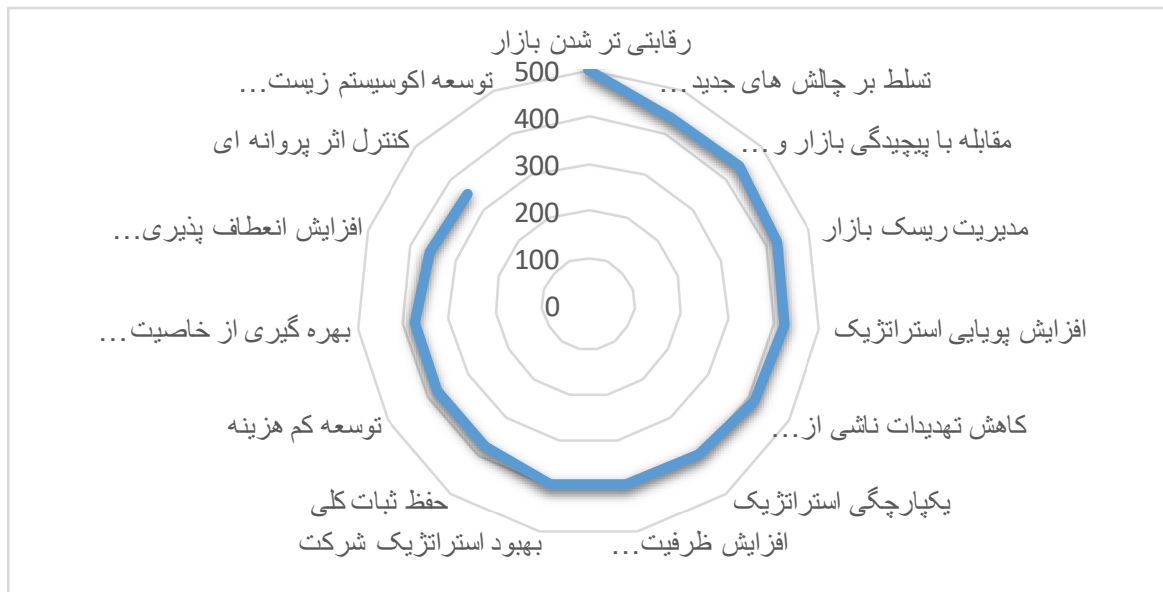 رقابتی تر شدن بازار
تسلط بر چالش های جدید...
مقابله با پیچیدگی بازار و...
مدیریت ریسک بازار
افزایش پویایی استراتژیک
کاهش تهدیدات ناشی از...
یکپارچگی استراتژیک
افزایش ظرفیت...
بهبود استراتژیک شرکت
حفظ ثبات کلی
توسعه کم هزینه
بهره گیری از خاصیت...
افزایش انعطاف پذیری...
کنترل اثر پروانه ای
توسعه اکوسیستم زیست...
500
400
300
200
100
0